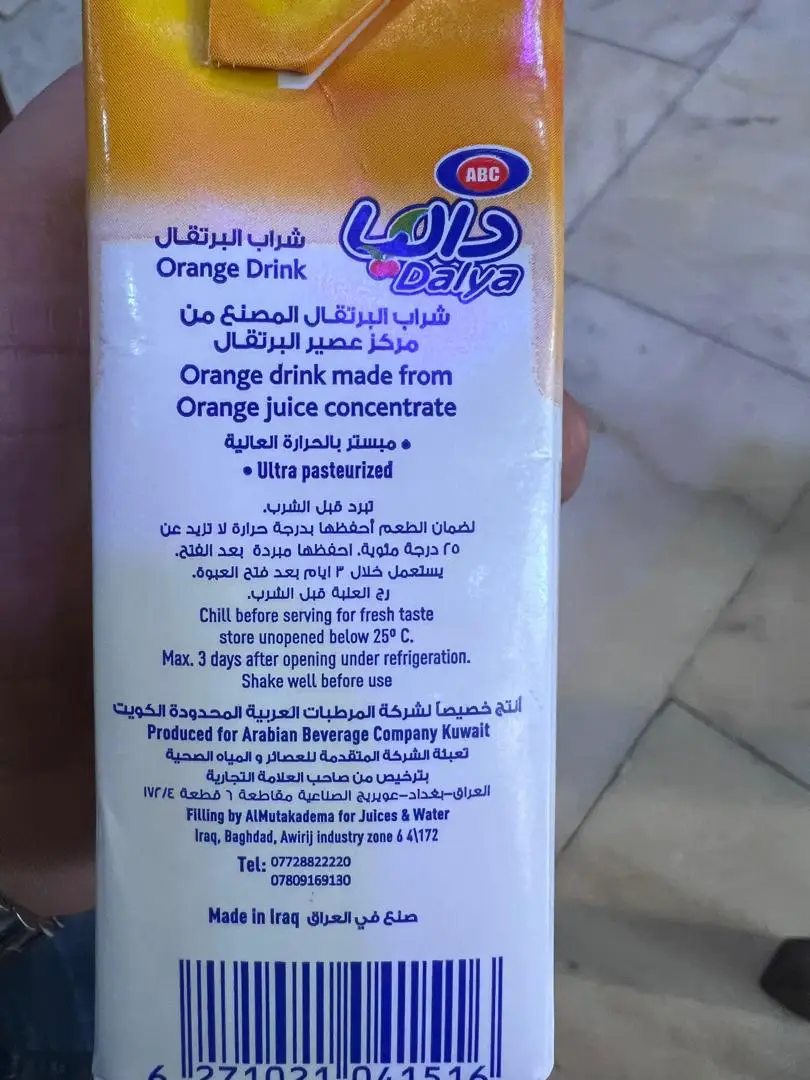 ABC
داليا
Dalya
شراب البرتقال
Orange Drink
شراب البرتقال المصنع من
مركز عصير البرتقال
Orange drink made from
Orange juice concentrate
• مبستر بالحرارة العالية
• Ultra pasteurized
تبرد قبل الشرب.
لضمان الطعم أحفظها بدرجة حرارة لا تزيد عن
٢٥ درجة مئوية. احفظها مبردة بعد الفتح.
يستعمل خلال ٣ ايام بعد فتح العبوة.
رج العلبة قبل الشرب.
Chill before serving for fresh taste
store unopened below 25º C.
Max. 3 days after opening under refrigeration.
Shake well before use
أنتج خصيصاً لشركة المرطبات العربية المحدودة الكويت
Produced for Arabian Beverage Company Kuwait
تعبئة الشركة المتقدمة للعصائر و المياه الصحية
بترخيص من صاحب العلامة التجارية
العراق-بغداد-عويريج الصناعية مقاطعة ٦ قطعة ١٧٢/٤
Filling by AlMutakadema for Juices & Water
Iraq, Baghdad, Awirij industry zone 6 4\172
Tel: 07728822220
07809169130
Made in Iraq صنع في العراق
6 271021 041516